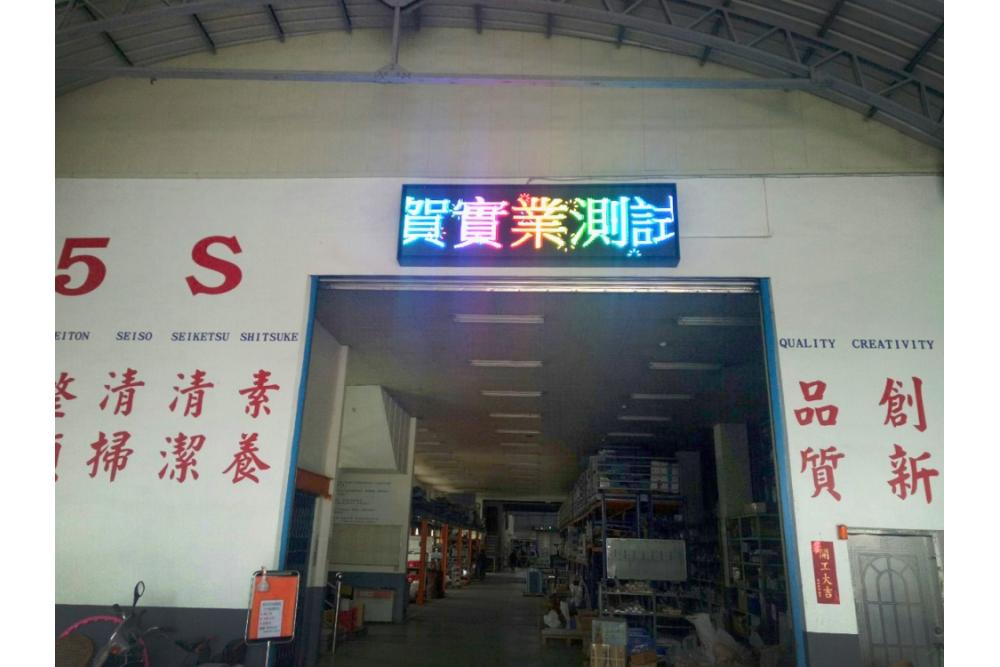 賀實業測試
5 S
EITON SEISO SEIKETSU SHITSUKE
整頓 清掃 清潔 素養
QUALITY CREATIVITY
品質 創新
開工大吉